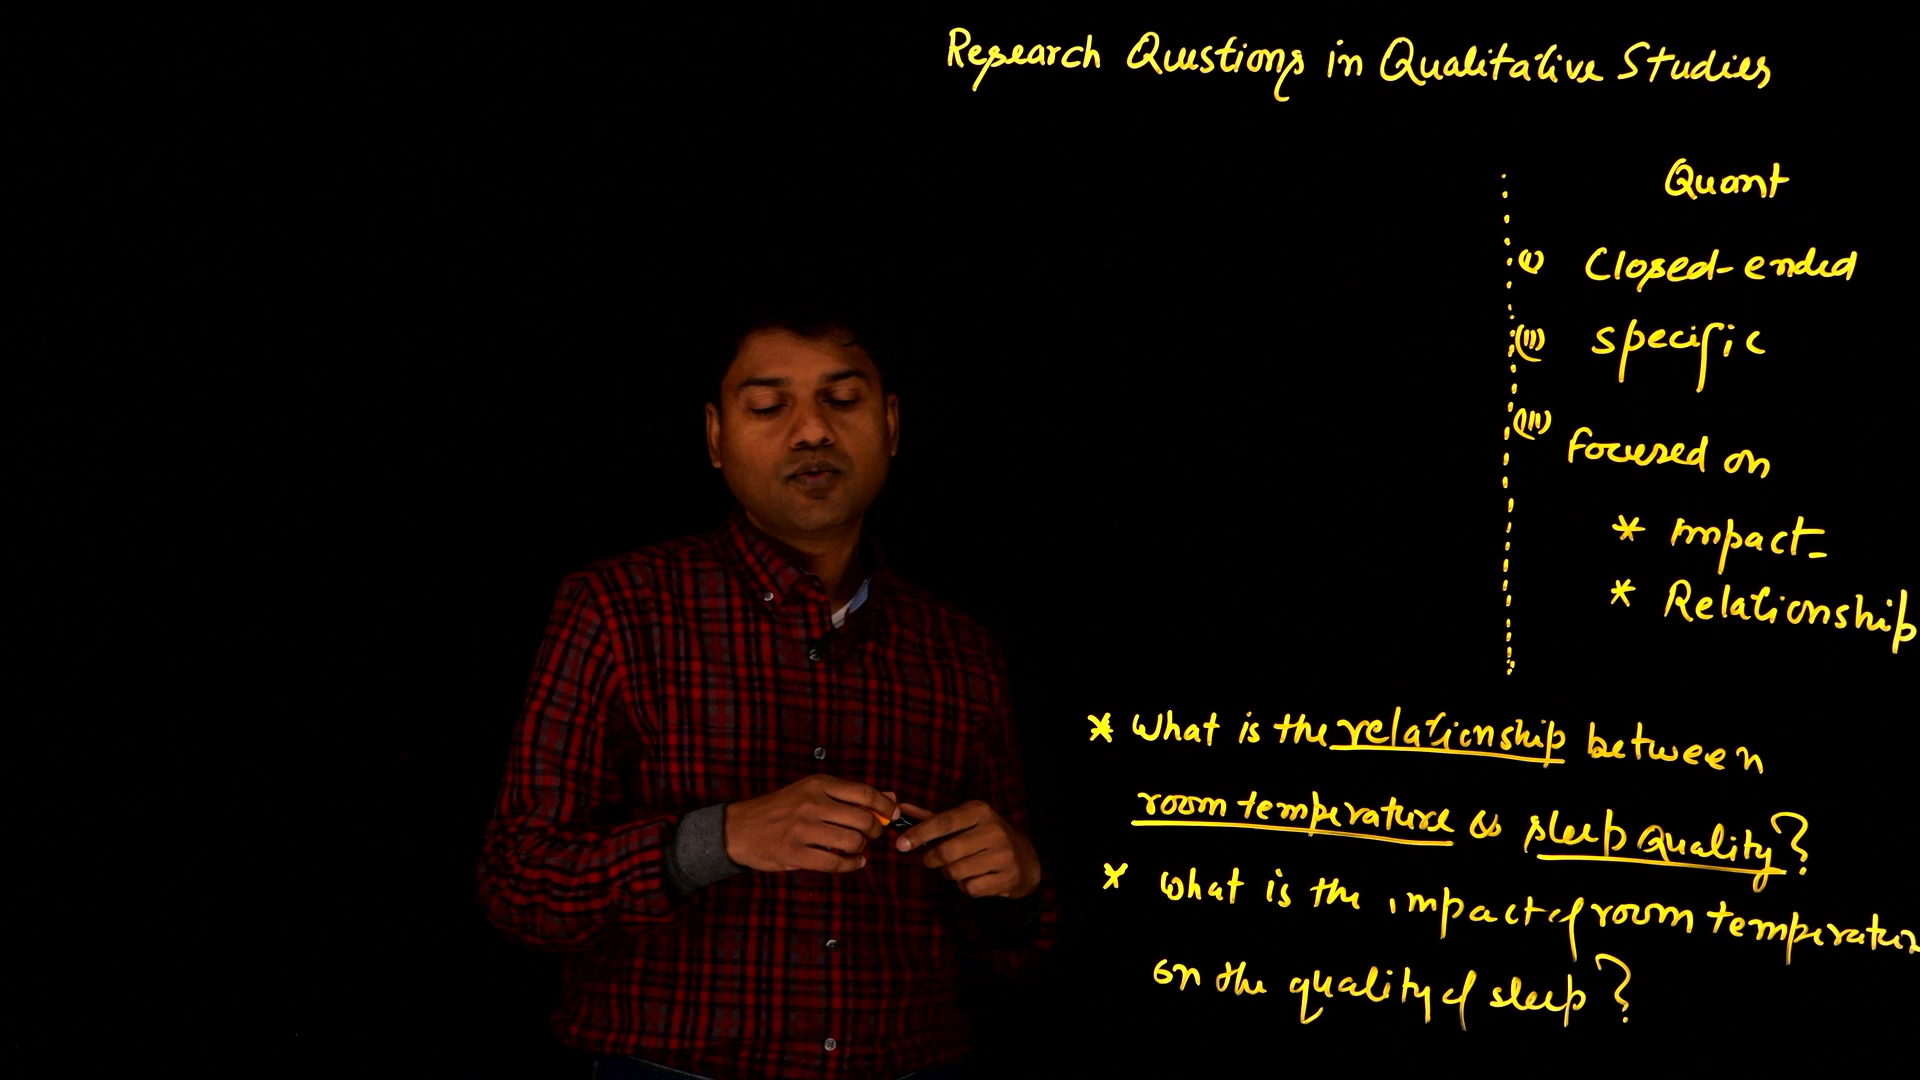 Research Questions in Qualitative Studies
Quant
(i) Closed-ended
(ii) specific
(iii) Focused on
* Impact
* Relationship
* What is the relationship between
room temperature & sleep quality?
* What is the impact of room temperature
on the quality of sleep?